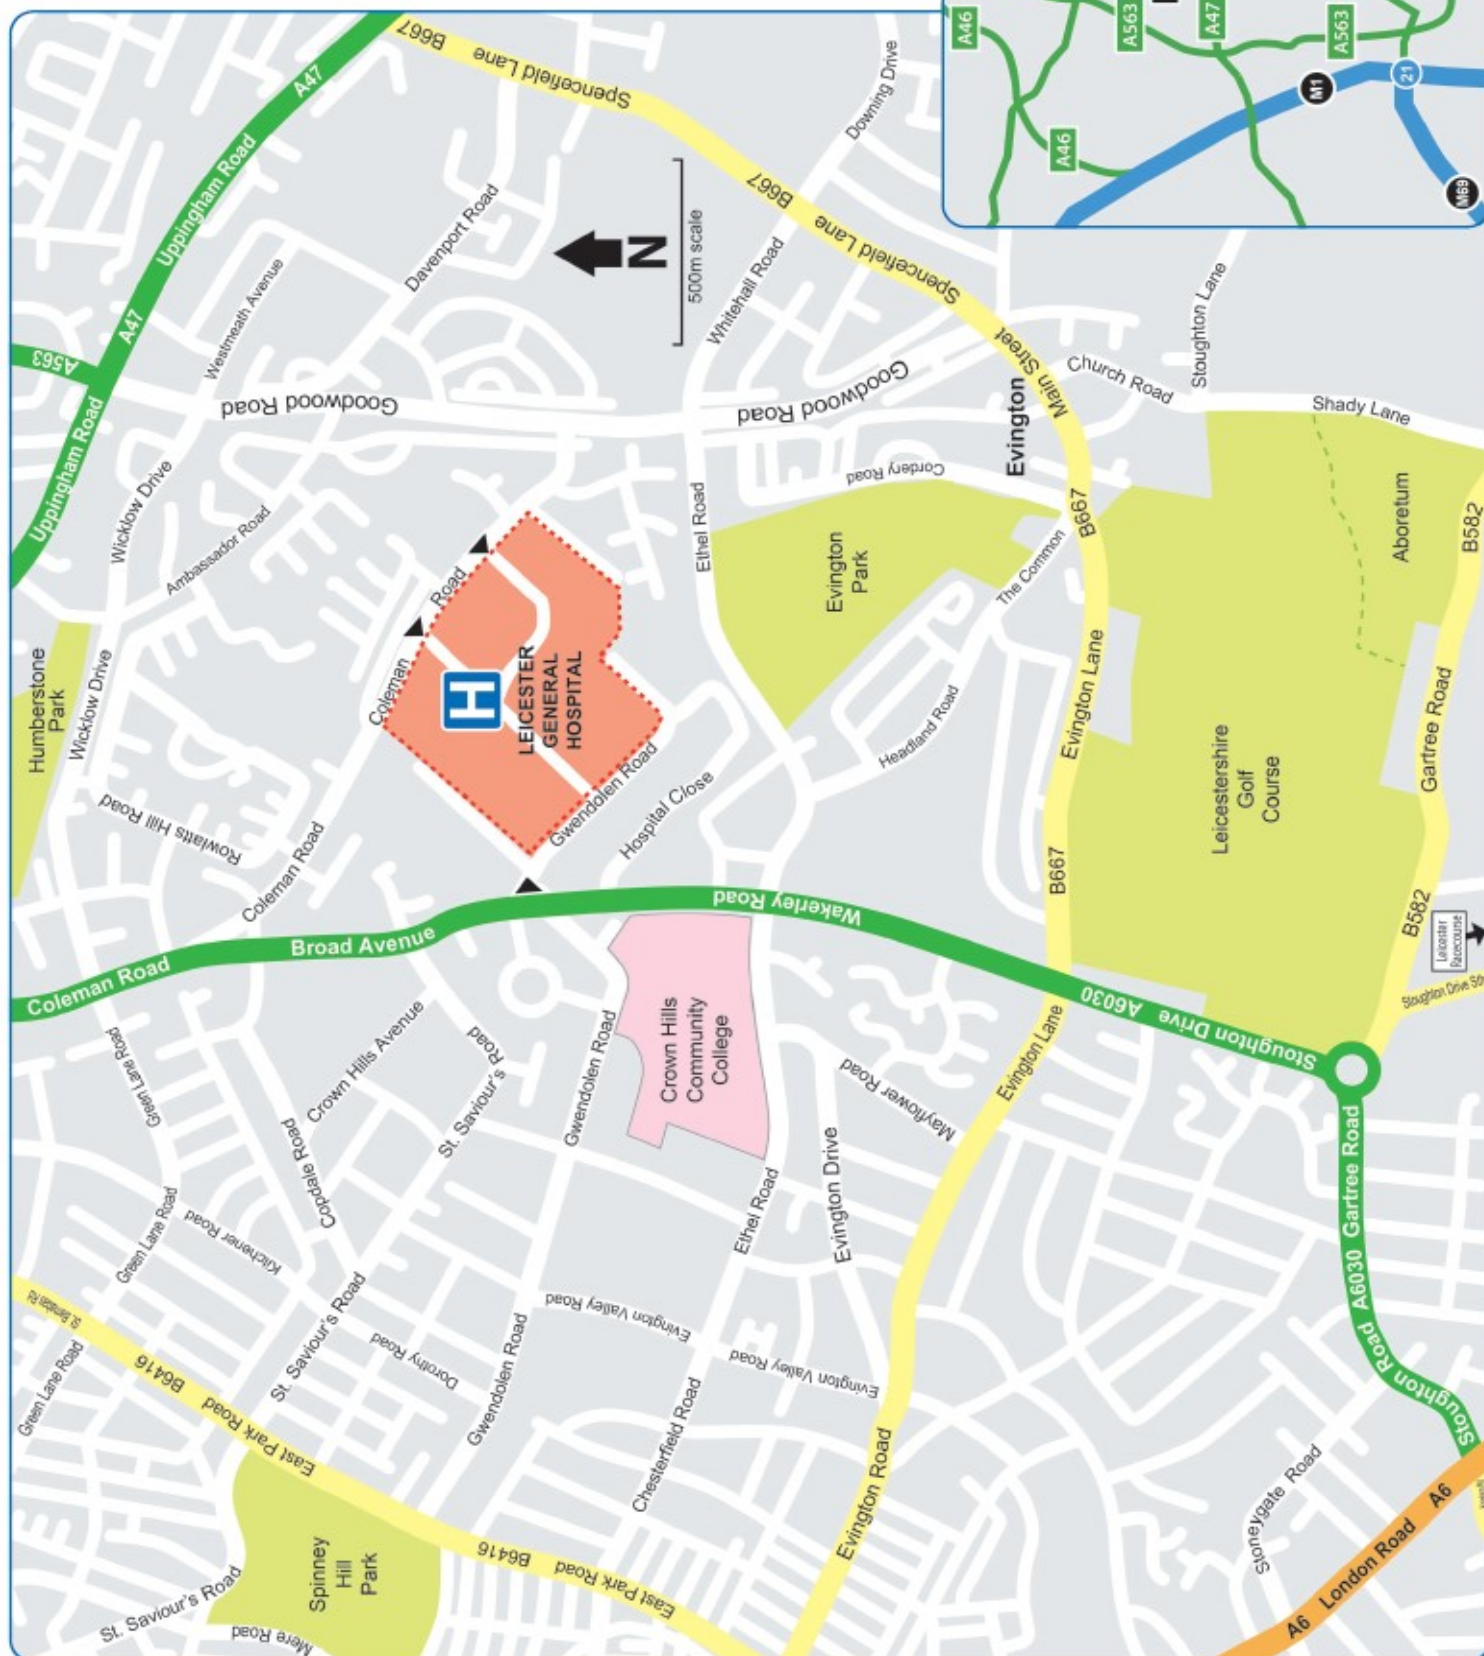 B667
Spencefield Lane
A47
Uppingham Road
A47
A563
Uppingham Road
Downing Drive
Davenport Road
Westmeath Avenue
N
500m scale
B667
Spencefield Lane
Whitehall Road
Goodwood Road
Goodwood Road
Main Street
Church Road
Stoughton Lane
Shady Lane
Wicklow Drive
Ambassador Road
Cordery Road
Evington
Ethel Road
B667
Coleman
Road
H
LEICESTER
GENERAL
HOSPITAL
Evington
Park
The Common
Aboretum
B582
Humberstone
Park
Wicklow Drive
Rowlatts Hill Road
Coleman Road
Gwendolen Road
Hospital Close
Headland Road
Evington Lane
Leicestershire
Golf
Course
Gartree Road
B667
B582
Leicester
Racecourse
Coleman Road
Broad Avenue
Wakerley Road
A6030
Stoughton Drive
Green Lane Road
Crown Hills Avenue
St. Saviour's Road
Gwendolen Road
Crown Hills
Community
College
Mayflower Road
Evington Lane
Copdale Road
Green Lane Road
Kitchener Road
Ethel Road
Evington Drive
A6030
Gartree Road
St. Saviour's Road
Dorothy Road
Gwendolen Road
Evington Valley Road
Evington Valley Road
Green Lane Road
B6416
East Park Road
Chesterfield Road
Evington Road
Stoughton Road
Stoneygate Road
Spinney
Hill
Park
St. Saviour's Road
Mere Road
B6416
East Park Road
A6
London Road
A6
A46
A563
A47
A563
A46
M1
21
M69